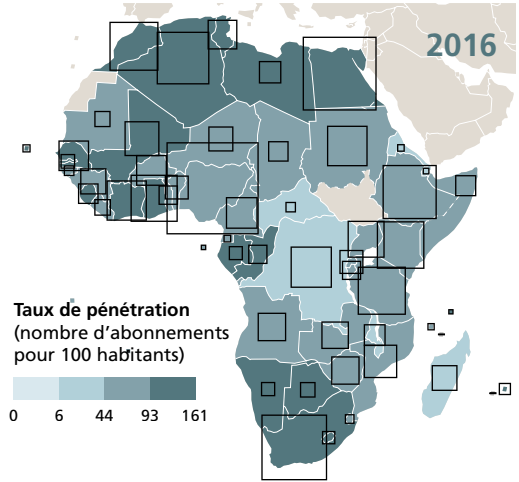 2016
Taux de pénétration
(nombre d'abonnements
pour 100 habitants)
0 6 44 93 161